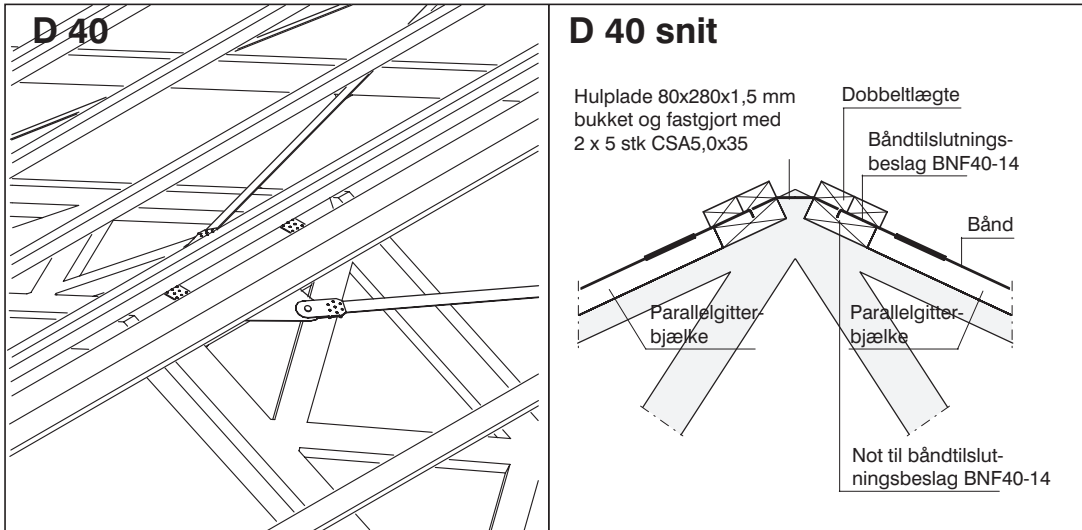 D 40
D 40 snit
Hulplade 80x280x1,5 mm
bukket og fastgjort med
2 x 5 stk CSA5,0x35
Dobbeltlægte
Båndtilslutnings-
beslag BNF40-14
Bånd
Parallelgitter-
bjælke
Parallelgitter-
bjælke
Not til båndtilslut-
ningsbeslag BNF40-14